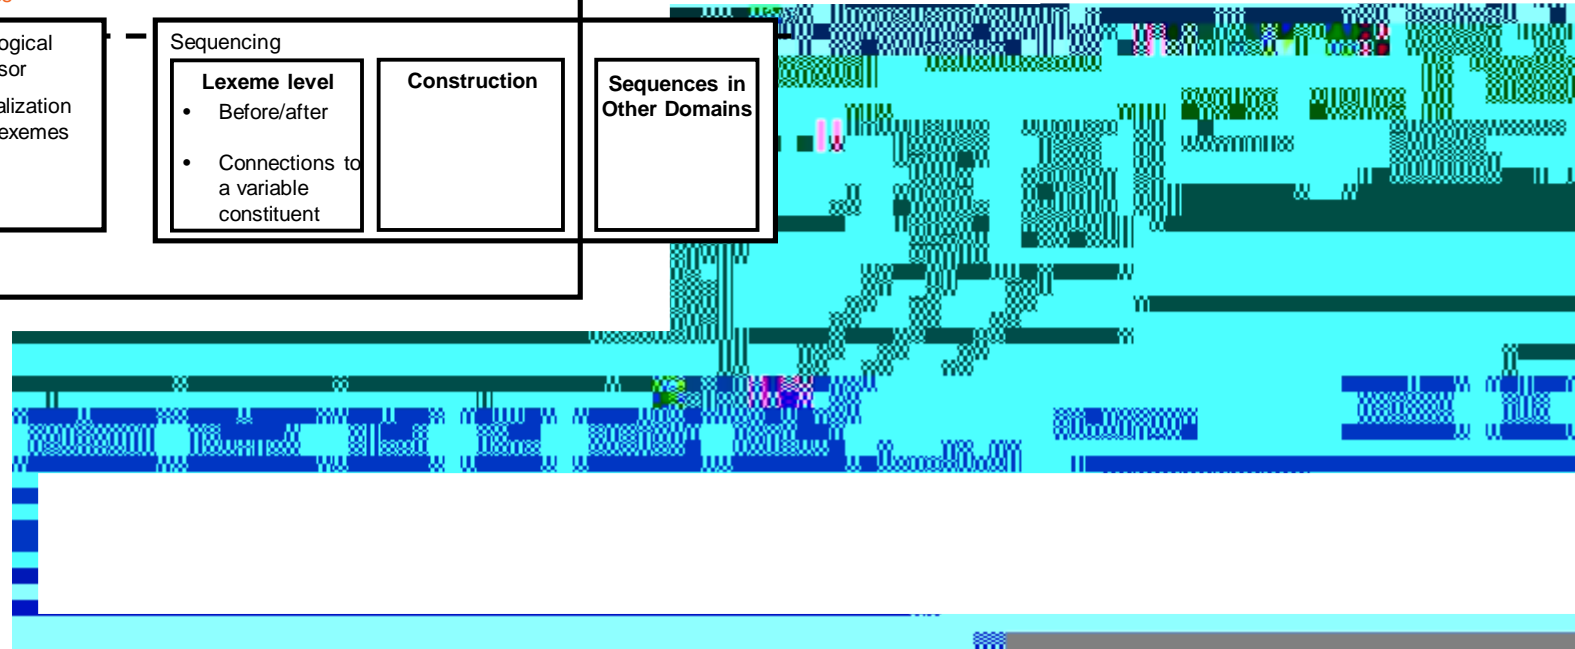 ogical
sor
alization
exemes
Sequencing
Lexeme level
• Before/after
• Connections to
a variable
constituent
Construction
Sequences in
Other Domains